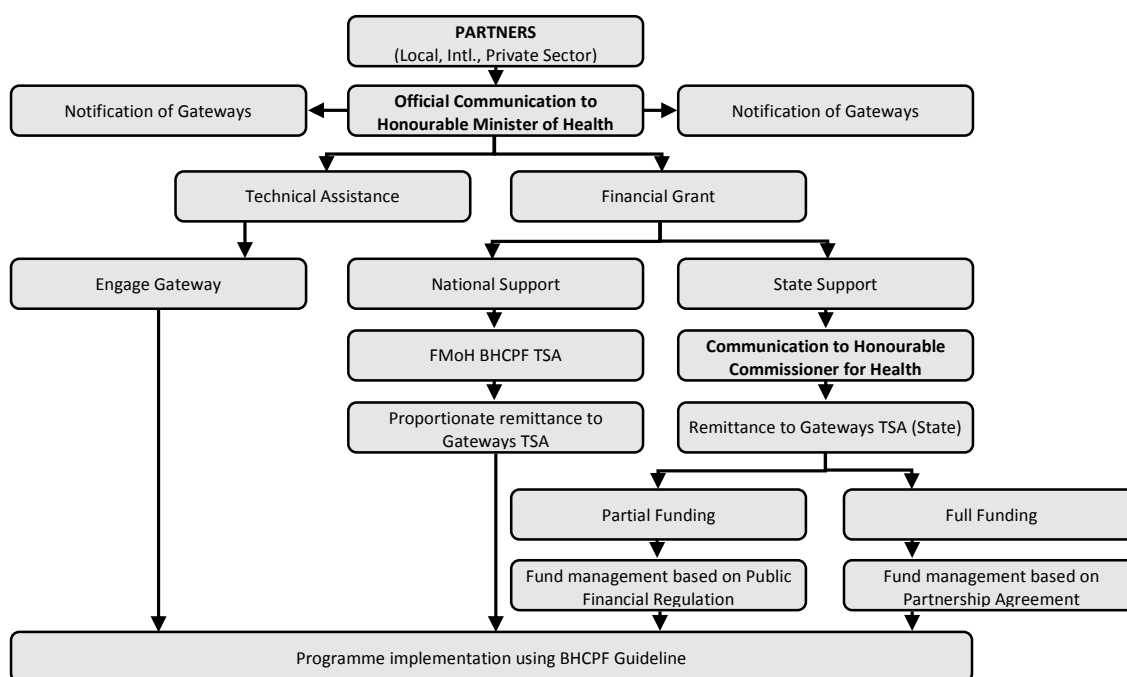 PARTNERS
(Local, Intl., Private Sector)
Notification of Gateways
Official Communication to
Honourable Minister of Health
Notification of Gateways
Technical Assistance
Financial Grant
Engage Gateway
National Support
State Support
FMoH BHCPF TSA
Communication to Honourable
Commissioner for Health
Proportionate remittance to
Gateways TSA
Remittance to Gateways TSA (State)
Partial Funding
Full Funding
Fund management based on Public
Financial Regulation
Fund management based on
Partnership Agreement
Programme implementation using BHCPF Guideline